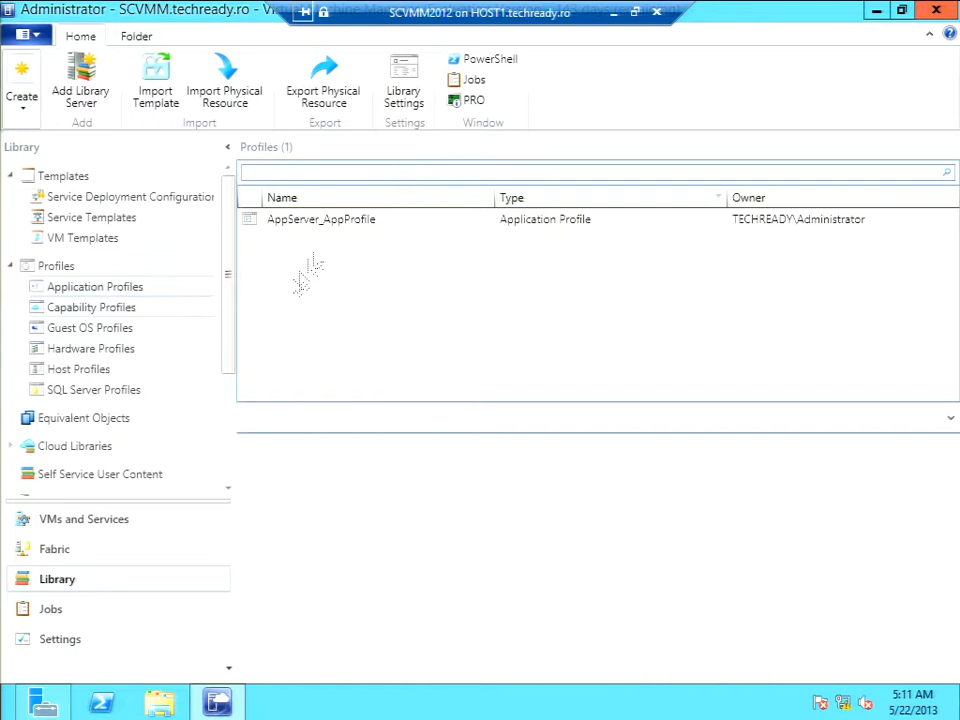 Administrator - SCVMM.techready.ro - Vi
SCVMM2012 on HOST1.techready.ro
Home
Folder
Create
Add Library Server
Import Template
Import Physical Resource
Export Physical Resource
Library Settings
PowerShell
Jobs
PRO
Add
Import
Export
Settings
Window
Library
Profiles (1)
Templates
Service Deployment Configuration
Service Templates
VM Templates
Profiles
Application Profiles
Capability Profiles
Guest OS Profiles
Hardware Profiles
Host Profiles
SQL Server Profiles
Equivalent Objects
Cloud Libraries
Self Service User Content
Name
Type
Owner
AppServer_AppProfile
Application Profile
TECHREADY\Administrator
VMs and Services
Fabric
Library
Jobs
Settings
5:11 AM
5/22/2013